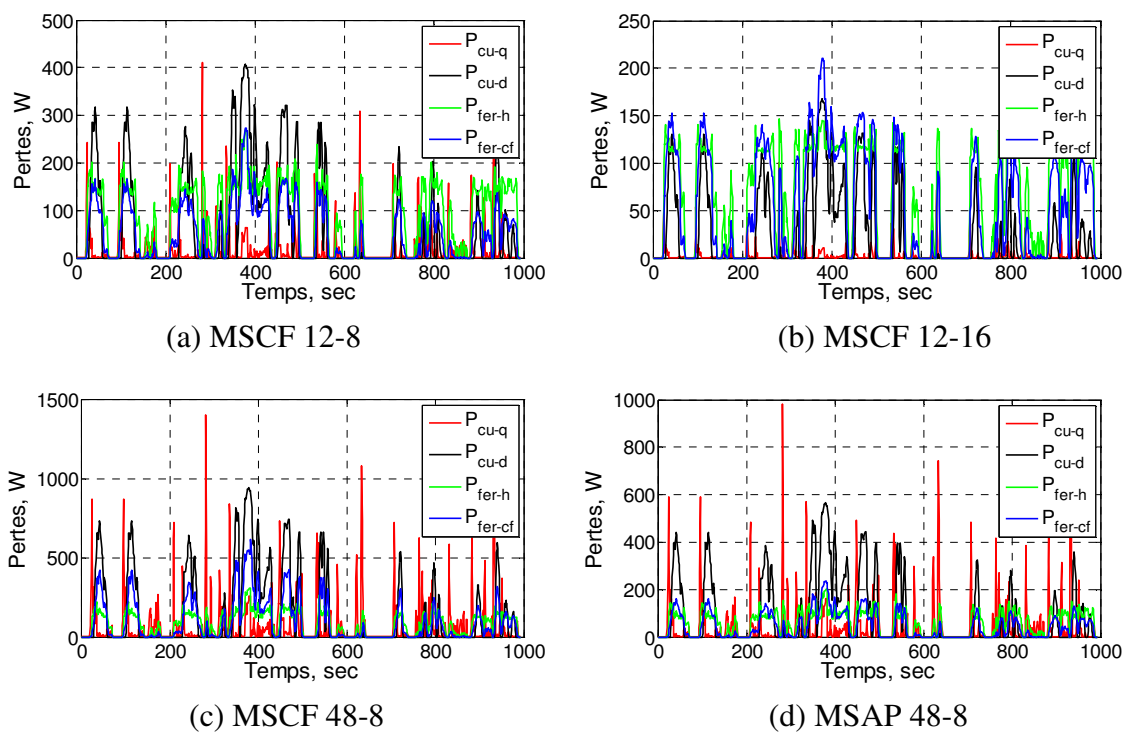 500
400
300
200
100
0
Pertes, W
P cu-q
P cu-d
P fer-h
P fer-cf
0 200 400 600 800 1000
Temps, sec
(a) MSCF 12-8
250
200
150
100
50
0
Pertes, W
P cu-q
P cu-d
P fer-h
P fer-cf
0 200 400 600 800 1000
Temps, sec
(b) MSCF 12-16
1500
1000
500
0
Pertes, W
P cu-q
P cu-d
P fer-h
P fer-cf
0 200 400 600 800 1000
Temps, sec
(c) MSCF 48-8
1000
800
600
400
200
0
Pertes, W
P cu-q
P cu-d
P fer-h
P fer-cf
0 200 400 600 800 1000
Temps, sec
(d) MSAP 48-8